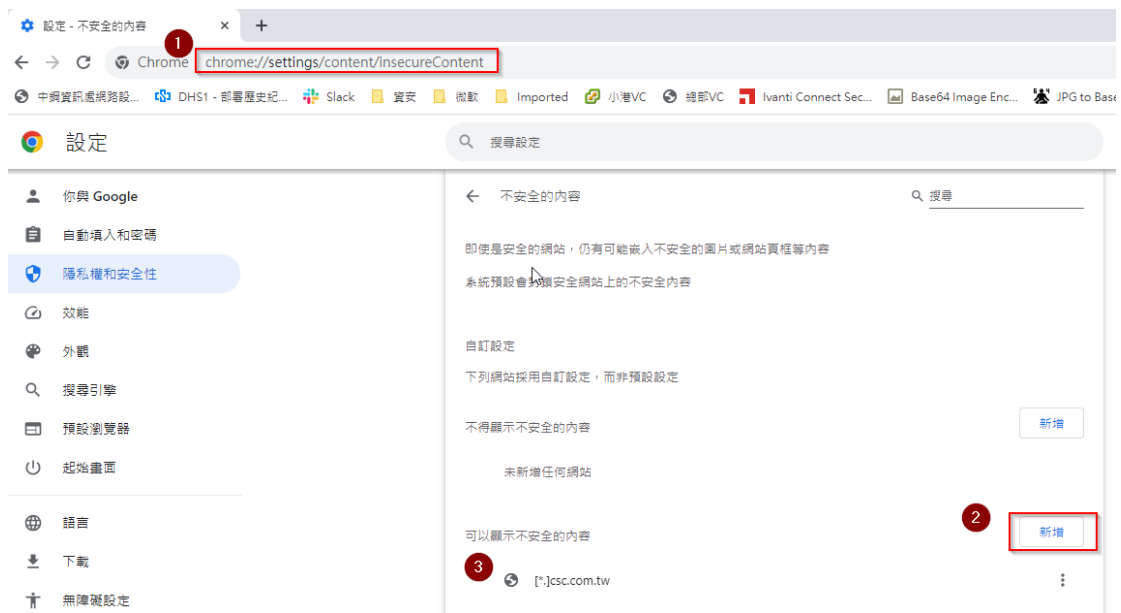 設定 - 不安全的內容
1
Chrome
chrome://settings/content/insecureContent
中鋼資訊處網路設...
DHS1 - 部署歷史紀...
Slack
資安
微軟
Imported
小港VC
總部VC
Ivanti Connect Sec...
Base64 Image Enc...
JPG to Base
設定
搜尋設定
你與 Google
自動填入和密碼
隱私權和安全性
效能
外觀
搜尋引擎
預設瀏覽器
起始畫面
語言
下載
無障礙設定
不安全的內容
搜尋
即使是安全的網站，仍有可能嵌入不安全的圖片或網站頁框等內容
系統預設會封鎖安全網站上的不安全內容
自訂設定
下列網站採用自訂設定，而非預設設定
不得顯示不安全的內容
新增
未新增任何網站
可以顯示不安全的內容
2
新增
3
[*.]csc.com.tw